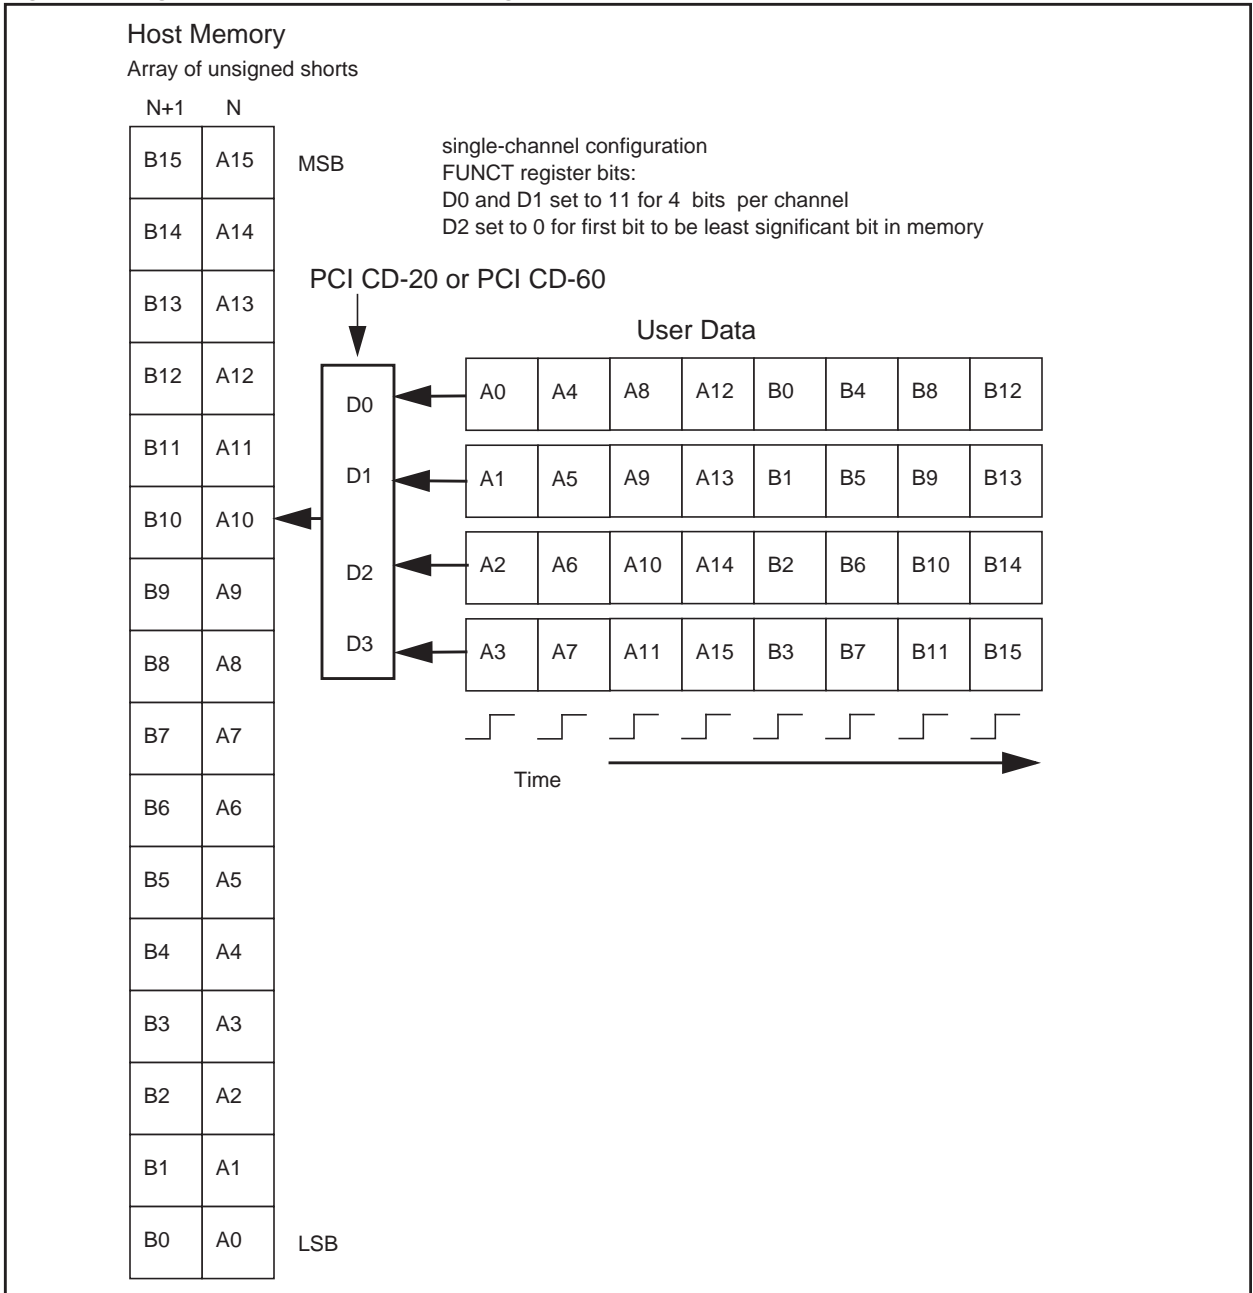 Host Memory
Array of unsigned shorts
N+1 N
B15 A15 MSB
single-channel configuration
FUNCT register bits:
D0 and D1 set to 11 for 4 bits per channel
D2 set to 0 for first bit to be least significant bit in memory
B14 A14
B13 A13
B12 A12
B11 A11
B10 A10
B9 A9
B8 A8
B7 A7
B6 A6
B5 A5
B4 A4
B3 A3
B2 A2
B1 A1
B0 A0 LSB
PCI CD-20 or PCI CD-60
D0
D1
D2
D3
User Data
A0 A4 A8 A12 B0 B4 B8 B12
A1 A5 A9 A13 B1 B5 B9 B13
A2 A6 A10 A14 B2 B6 B10 B14
A3 A7 A11 A15 B3 B7 B11 B15
Time